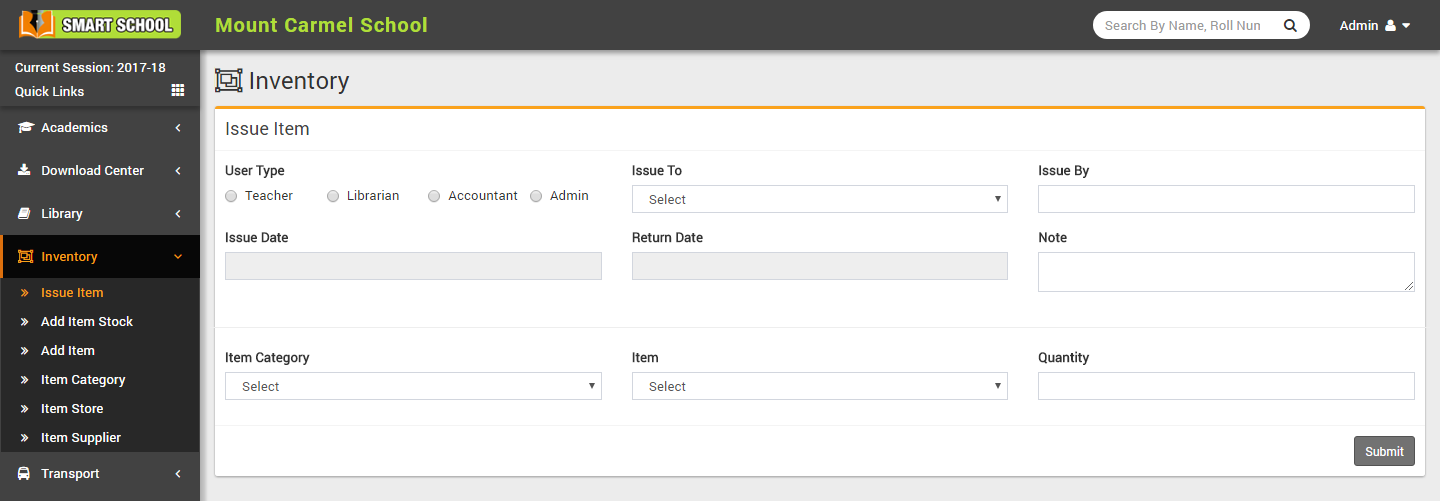 SMART SCHOOL
Mount Carmel School
Search By Name, Roll Nun
Admin
Current Session: 2017-18
Quick Links
Academics
Download Center
Library
Inventory
Issue Item
Add Item Stock
Add Item
Item Category
Item Store
Item Supplier
Transport
Inventory
Issue Item
User Type
Teacher Librarian Accountant Admin
Issue To
Select
Issue By
Issue Date
Return Date
Note
Item Category
Select
Item
Select
Quantity
Submit